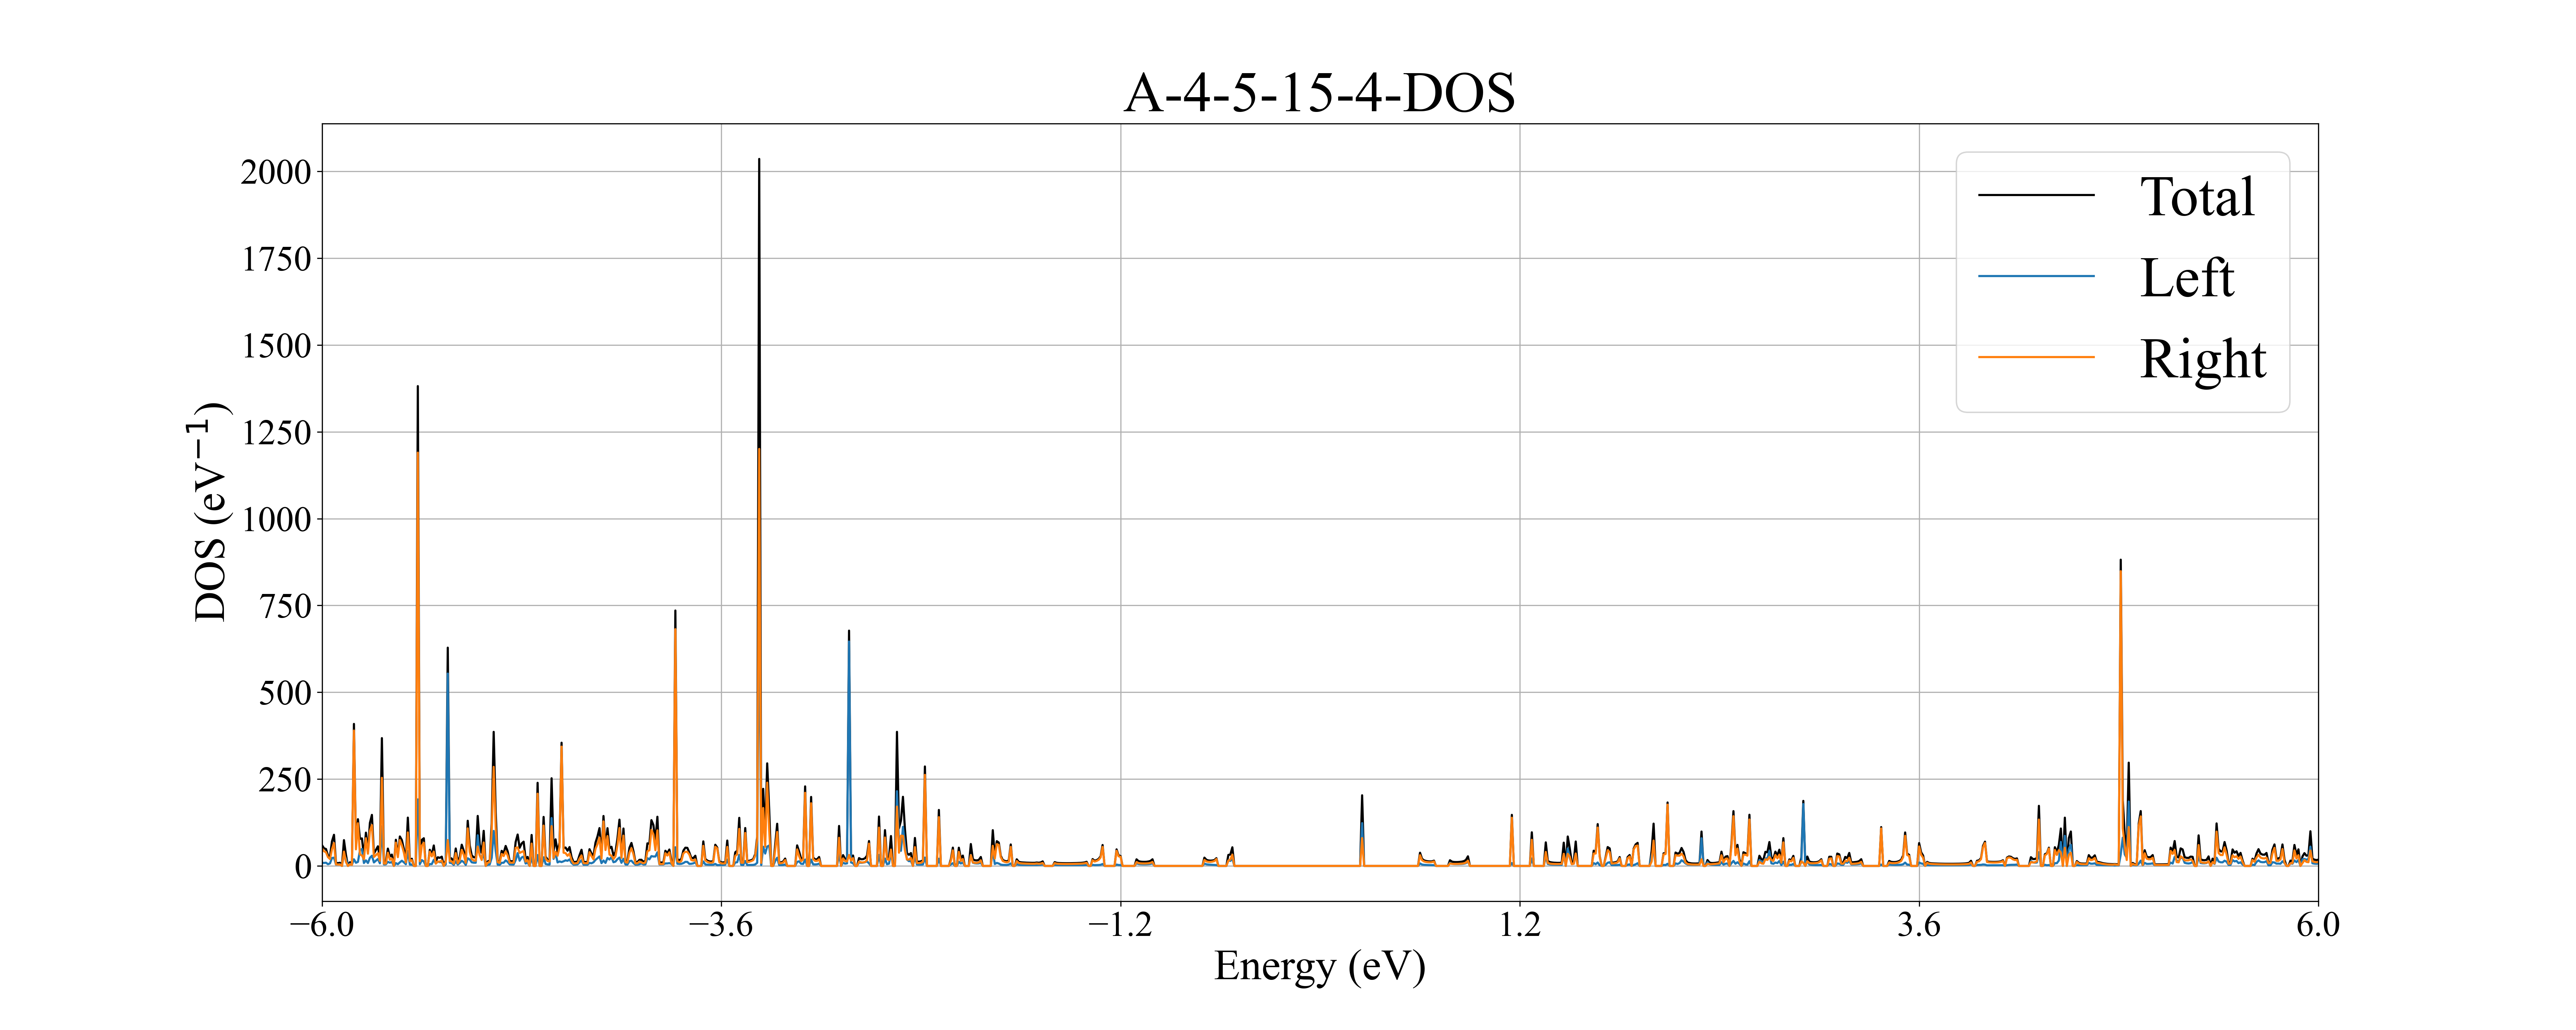 A-4-5-15-4-DOS
DOS (eV⁻¹)
2000
1750
1500
1250
1000
750
500
250
0
Total
Left
Right
−6.0 −3.6 −1.2 1.2 3.6 6.0
Energy (eV)